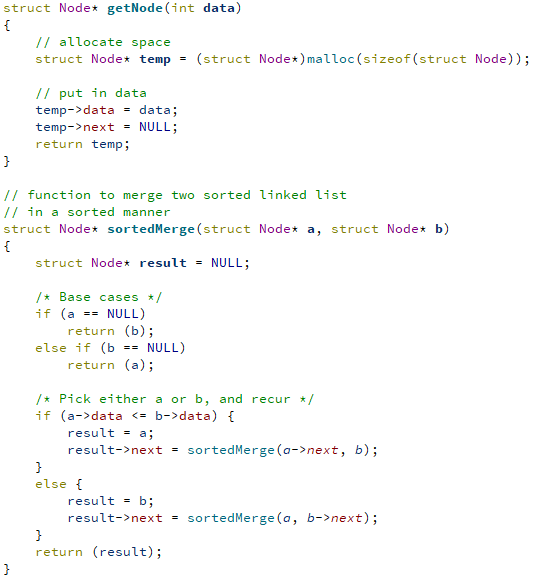 struct Node* getNode(int data)
{
    // allocate space
    struct Node* temp = (struct Node*)malloc(sizeof(struct Node));

    // put in data
    temp->data = data;
    temp->next = NULL;
    return temp;
}

// function to merge two sorted linked list
// in a sorted manner
struct Node* sortedMerge(struct Node* a, struct Node* b)
{
    struct Node* result = NULL;

    /* Base cases */
    if (a == NULL)
        return (b);
    else if (b == NULL)
        return (a);

    /* Pick either a or b, and recur */
    if (a->data <= b->data) {
        result = a;
        result->next = sortedMerge(a->next, b);
    }
    else {
        result = b;
        result->next = sortedMerge(a, b->next);
    }
    return (result);
}